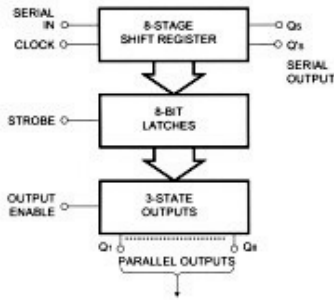 SERIAL
IN
CLOCK
8-STAGE
SHIFT REGISTER
QS
Q'S
SERIAL
OUTPUT
STROBE
8-BIT
LATCHES
OUTPUT
ENABLE
3-STATE
OUTPUTS
Q1
Q8
PARALLEL OUTPUTS